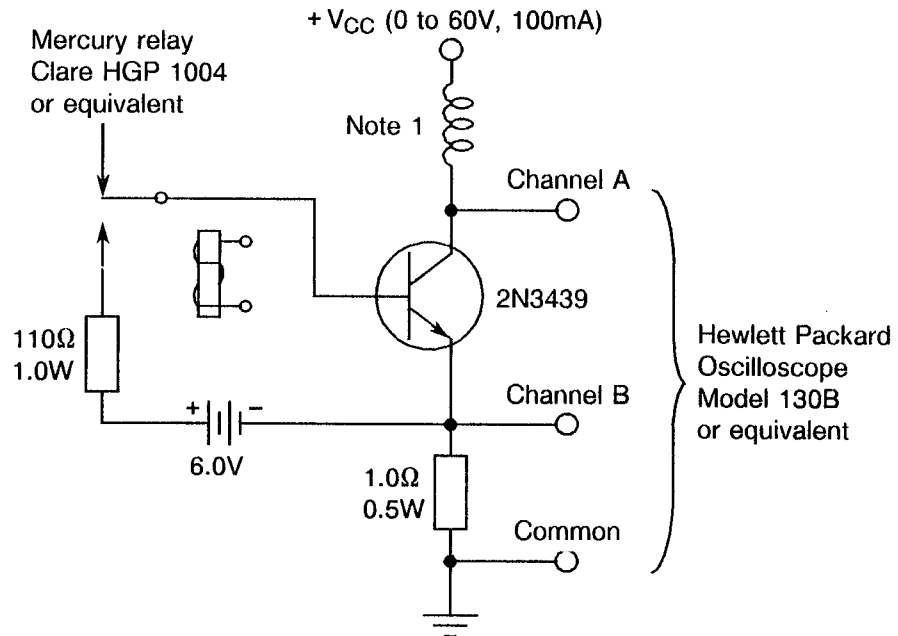 + VCC (0 to 60V, 100mA)
Mercury relay
Clare HGP 1004
or equivalent
Note 1
Channel A
2N3439
110Ω
1.0W
Hewlett Packard
Oscilloscope
Model 130B
or equivalent
Channel B
+ −
6.0V
1.0Ω
0.5W
Common